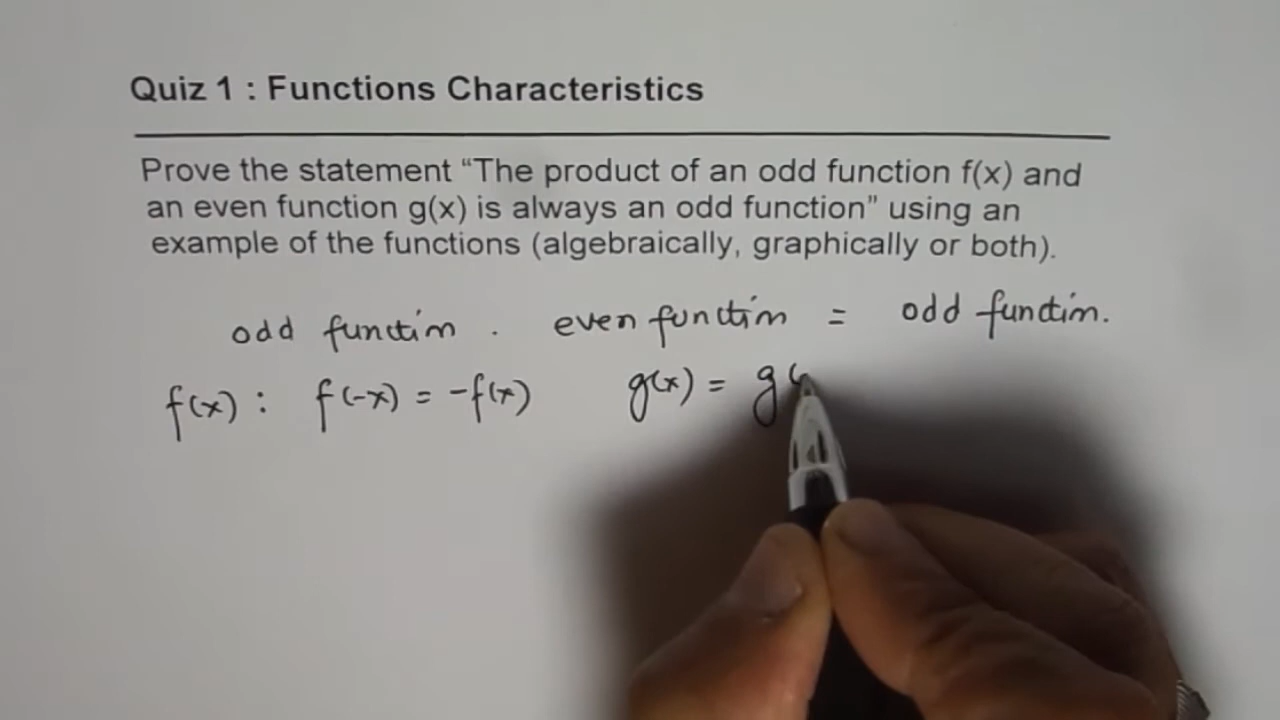 Quiz 1 : Functions Characteristics
Prove the statement “The product of an odd function f(x) and
an even function g(x) is always an odd function” using an
example of the functions (algebraically, graphically or both).
odd function . even function = odd function.
f(x) : f(-x) = -f(x) g(x) = g(